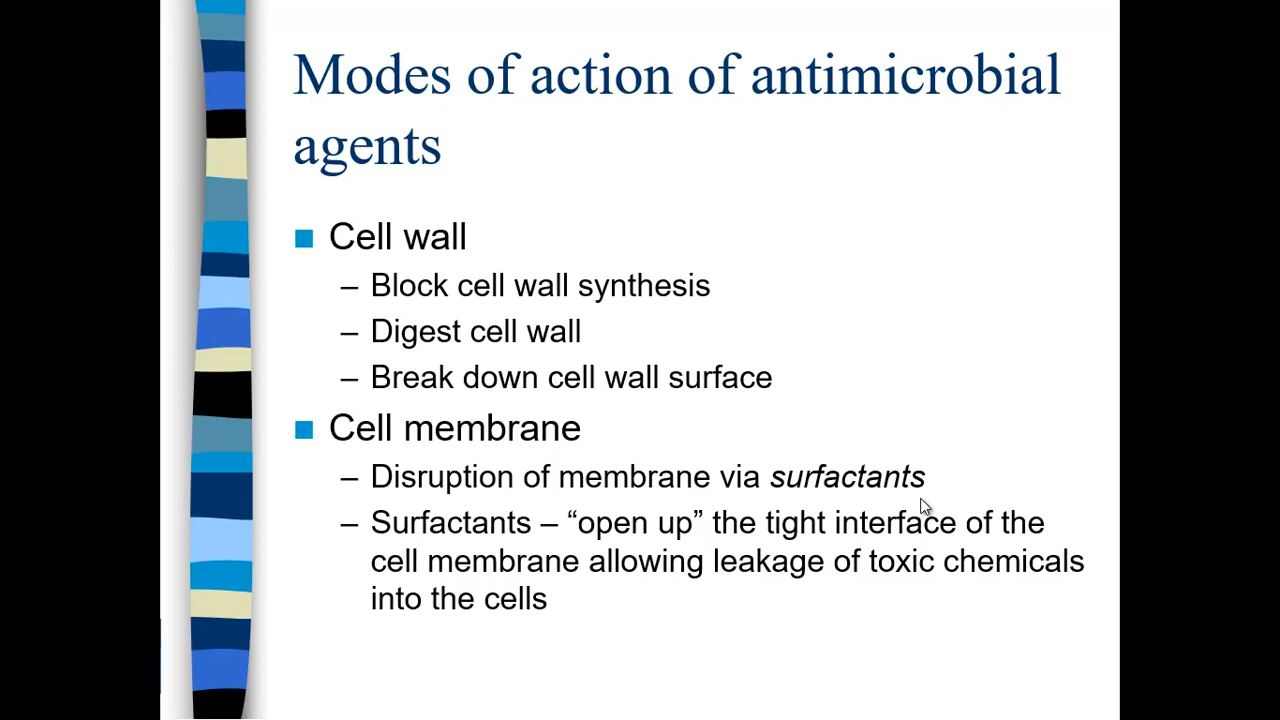 Modes of action of antimicrobial
agents
Cell wall
– Block cell wall synthesis
– Digest cell wall
– Break down cell wall surface
Cell membrane
– Disruption of membrane via surfactants
– Surfactants – “open up” the tight interface of the
cell membrane allowing leakage of toxic chemicals
into the cells